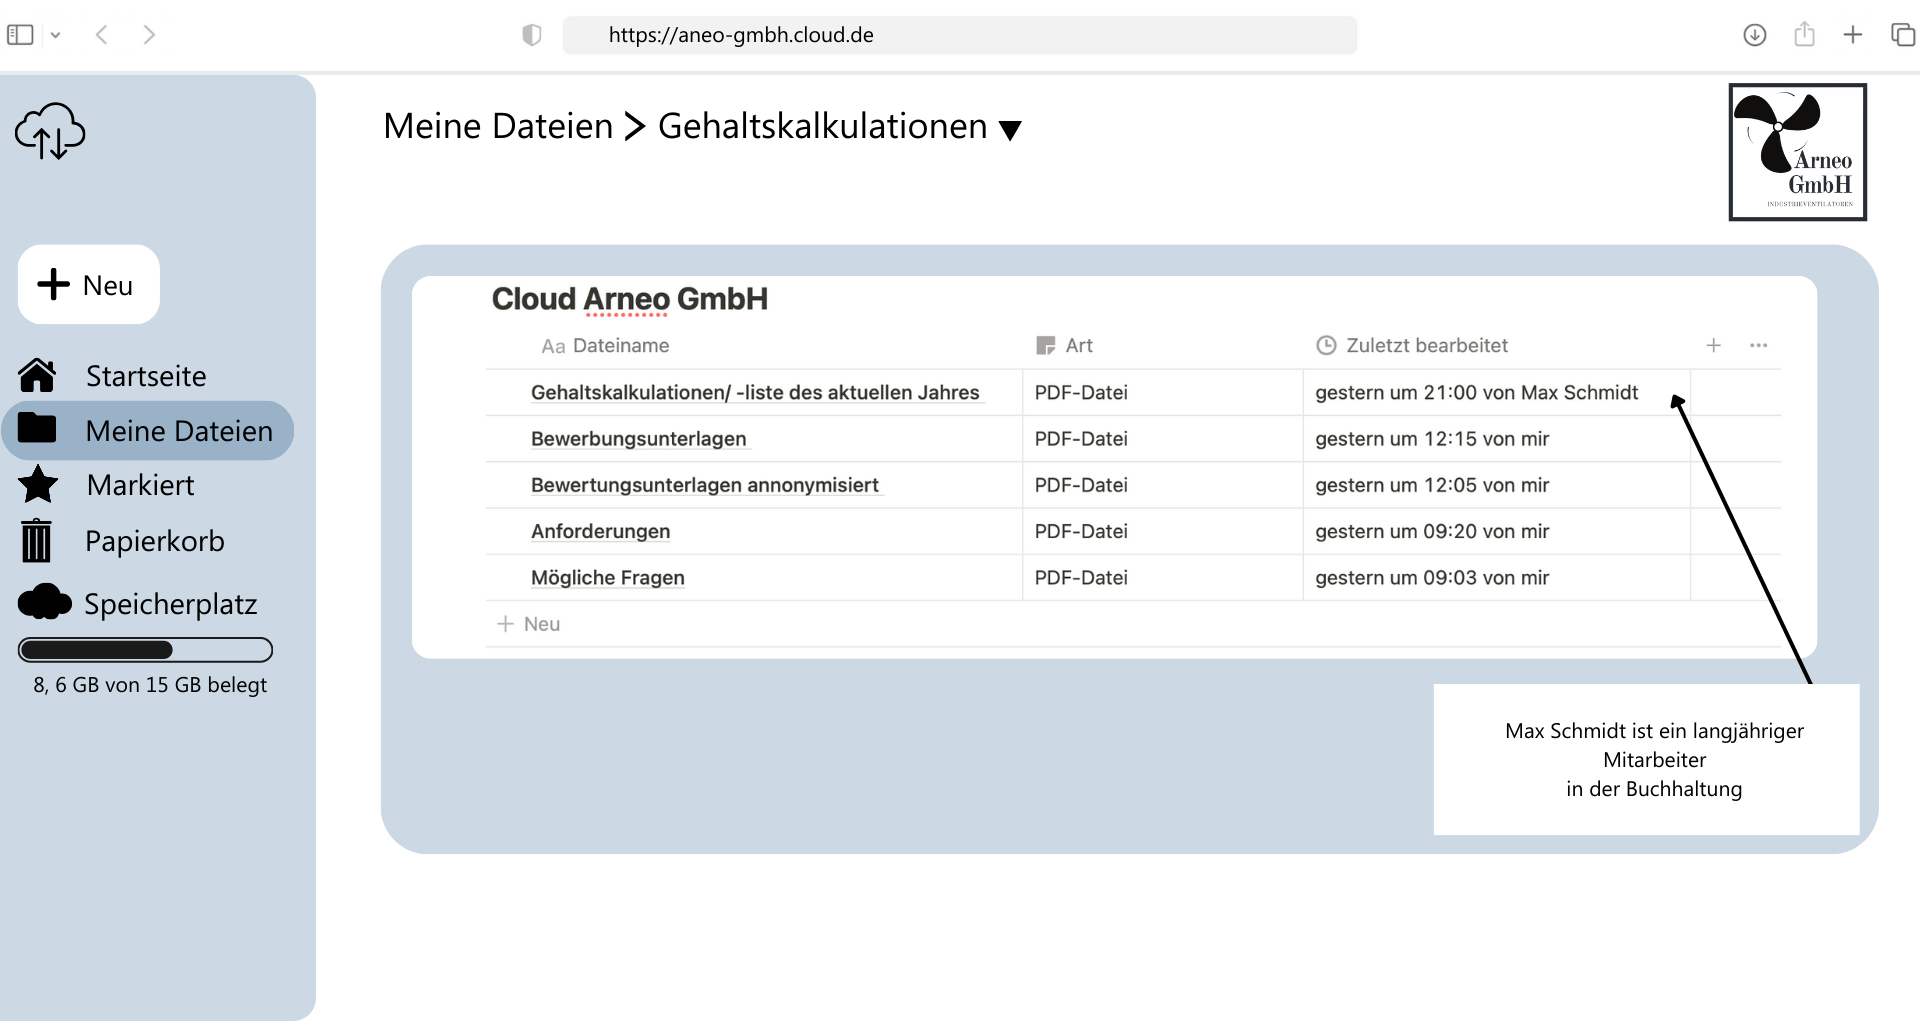 https://aneo-gmbh.cloud.de
Meine Dateien > Gehaltskalkulationen
Arneo
GmbH
INDUSTRIEVENTILATOREN
Neu
Startseite
Meine Dateien
Markiert
Papierkorb
Speicherplatz
8, 6 GB von 15 GB belegt
Cloud Arneo GmbH
Aa Dateiname Art Zuletzt bearbeitet
Gehaltskalkulationen/ -liste des aktuellen Jahres PDF-Datei gestern um 21:00 von Max Schmidt
Bewerbungsunterlagen PDF-Datei gestern um 12:15 von mir
Bewertungsunterlagen annonymisiert PDF-Datei gestern um 12:05 von mir
Anforderungen PDF-Datei gestern um 09:20 von mir
Mögliche Fragen PDF-Datei gestern um 09:03 von mir
Neu
Max Schmidt ist ein langjähriger
Mitarbeiter
in der Buchhaltung